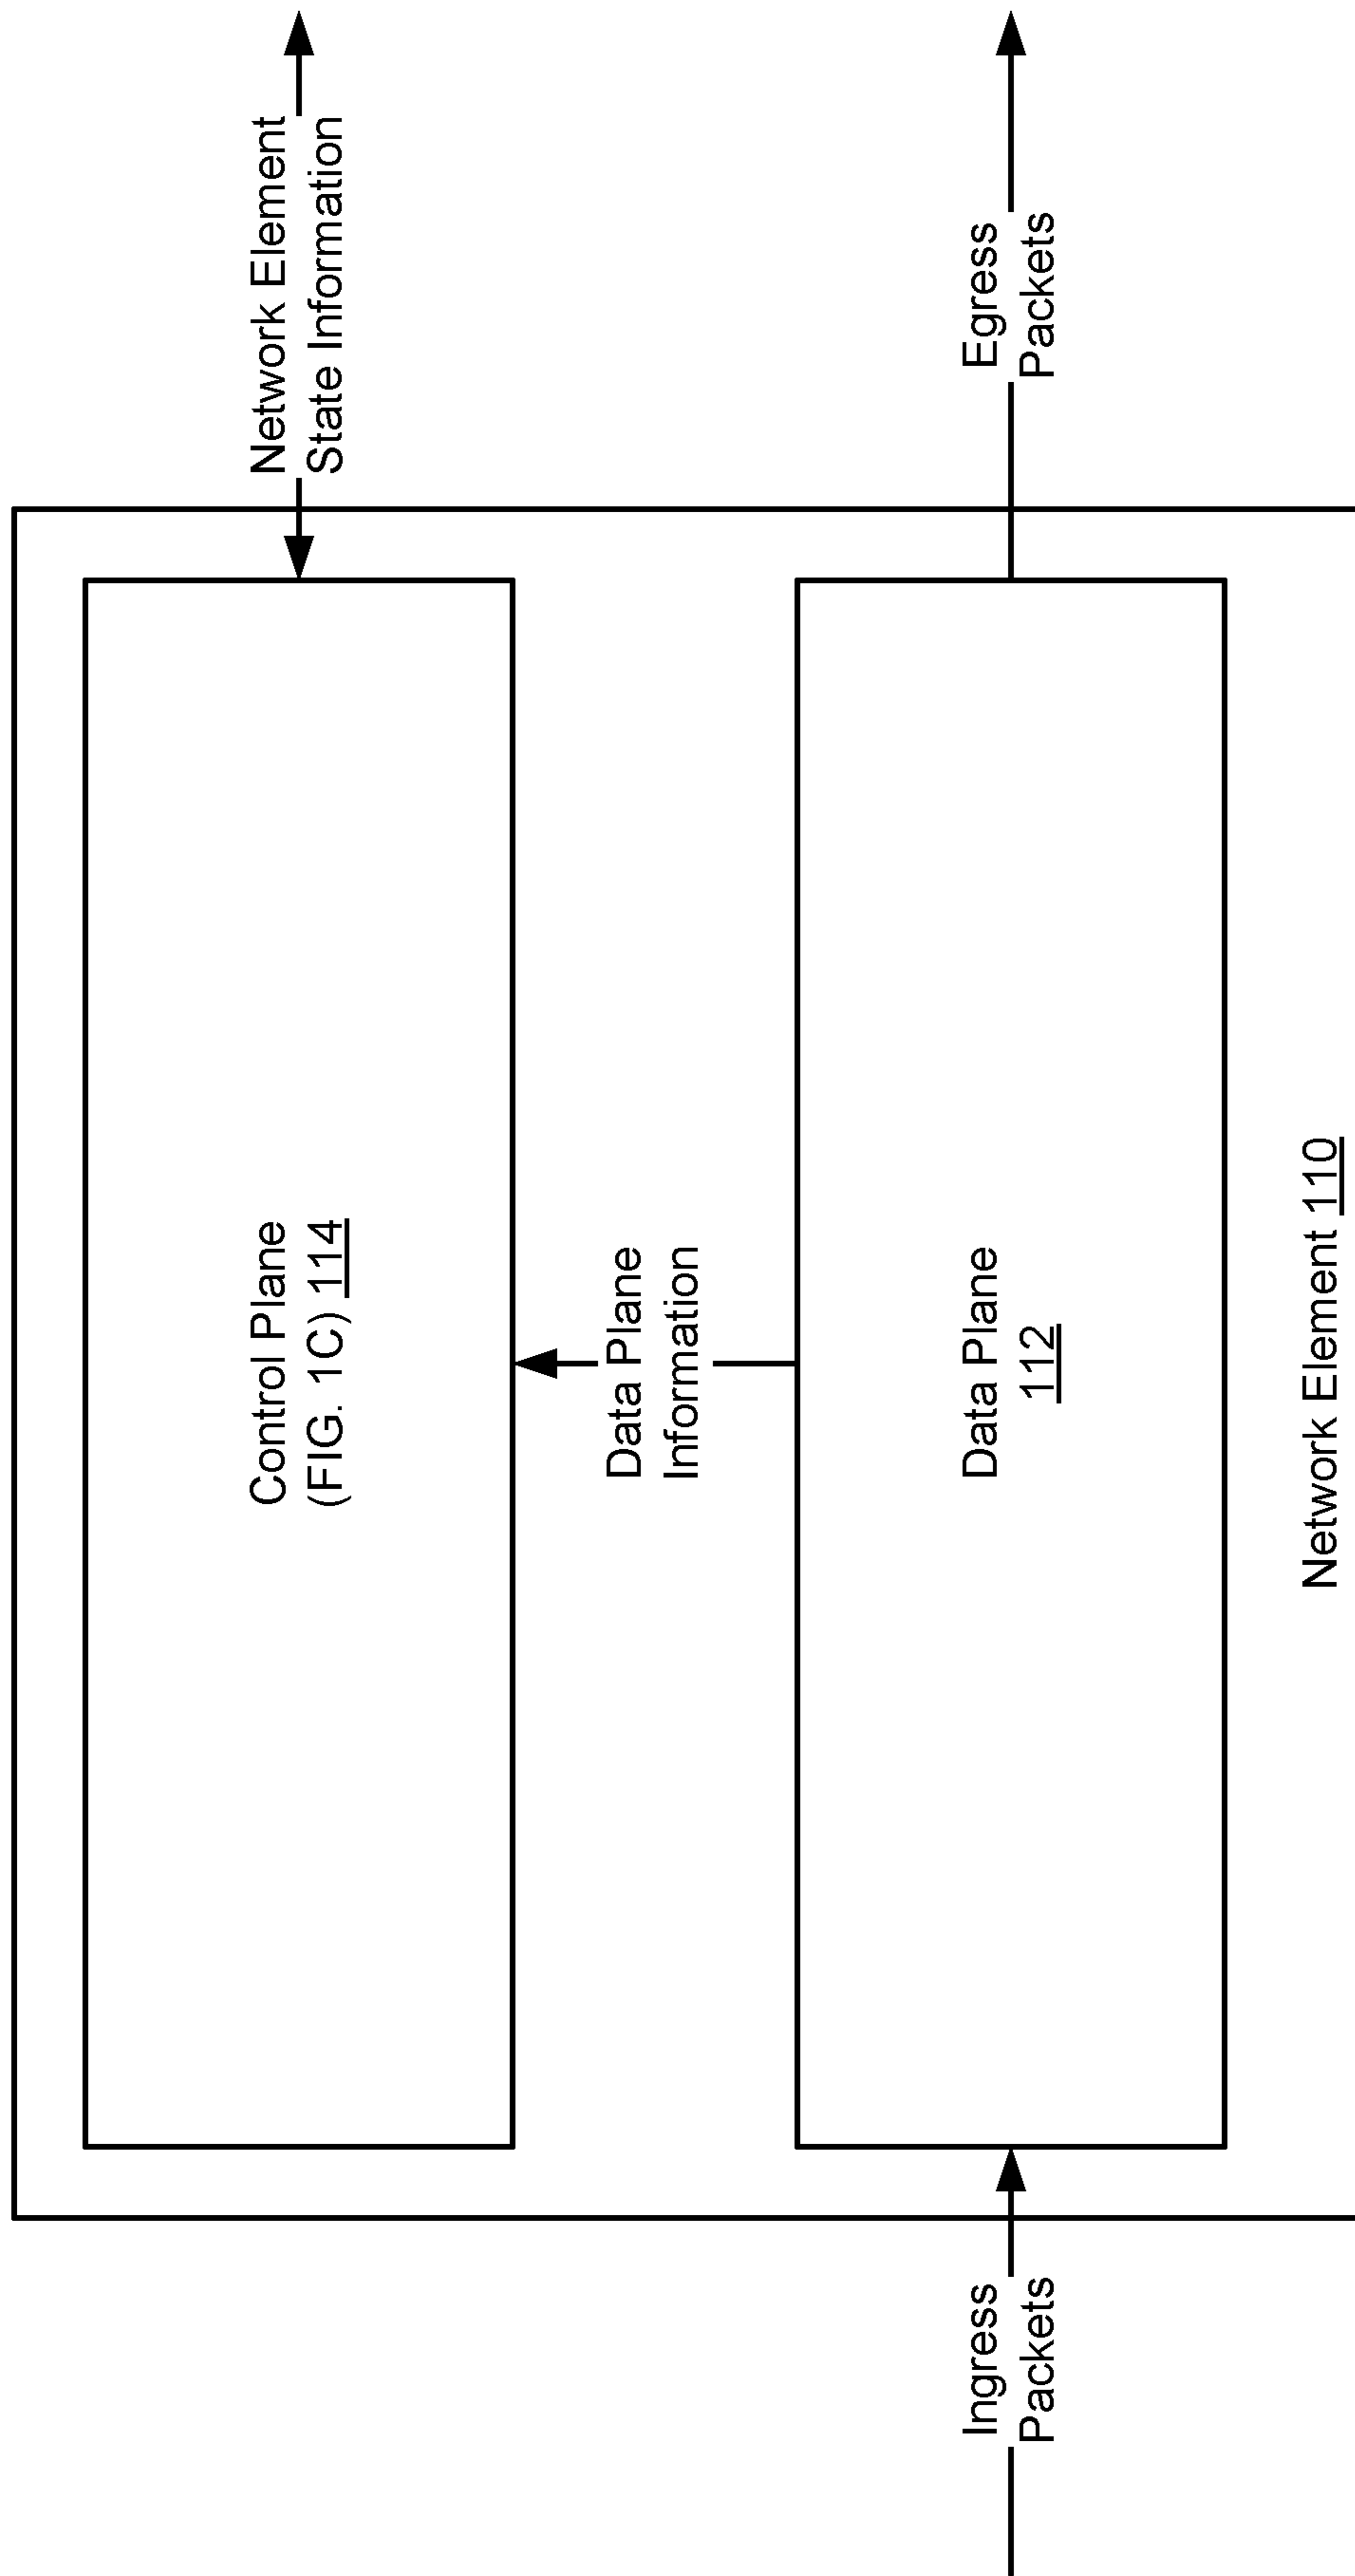 Control Plane
(FIG. 1C) 114
Network Element
State Information
Data Plane
Information
Ingress
Packets
Data Plane
112
Egress
Packets
Network Element 110